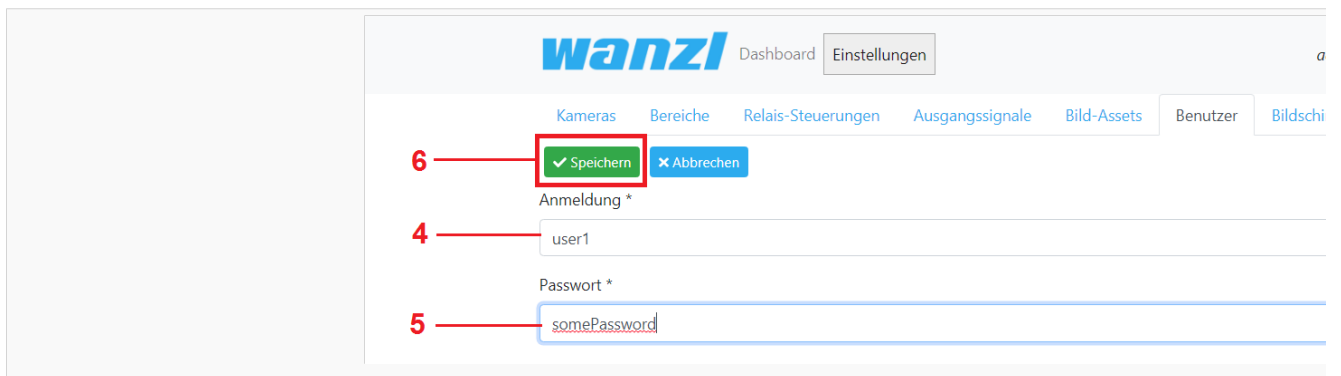 wanzl Dashboard Einstellungen
Kameras Bereiche Relais-Steuerungen Ausgangssignale Bild-Assets Benutzer Bildschi
6 Speichern Abbrechen
Anmeldung *
4 user1
Passwort *
5 somePassword